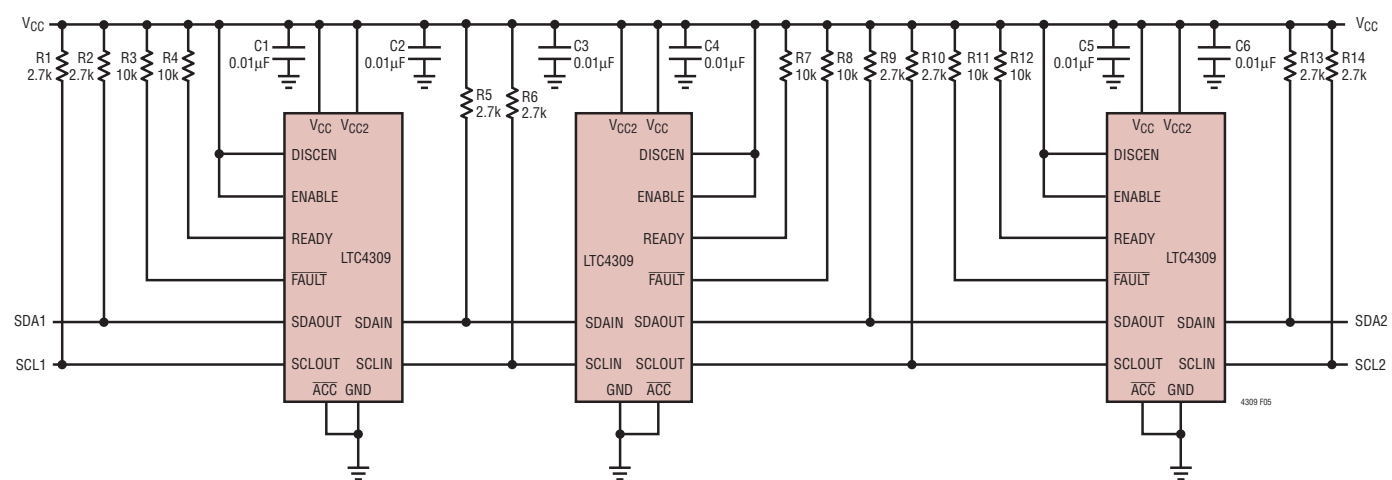 VCC
VCC
R1
2.7k
R2
2.7k
R3
10k
R4
10k
C1
0.01µF
C2
0.01µF
R5
2.7k
R6
2.7k
C3
0.01µF
C4
0.01µF
R7
10k
R8
10k
R9
2.7k
R10
2.7k
R11
10k
R12
10k
C5
0.01µF
C6
0.01µF
R13
2.7k
R14
2.7k
VCC VCC2
DISCEN
ENABLE
READY
LTC4309
FAULT
SDAOUT SDAIN
SCLOUT SCLIN
ACC GND
VCC2 VCC
DISCEN
ENABLE
READY
LTC4309
FAULT
SDAIN SDAOUT
SCLIN SCLOUT
GND ACC
VCC VCC2
DISCEN
ENABLE
READY
LTC4309
FAULT
SDAOUT SDAIN
SCLOUT SCLIN
ACC GND
SDA1
SCL1
SDA2
SCL2
4309 F05